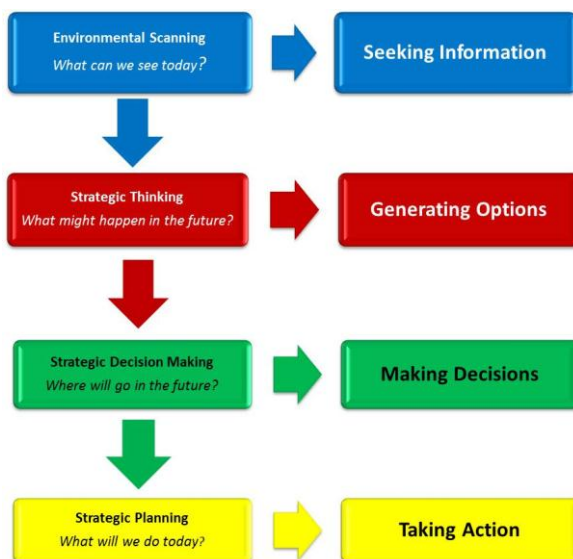 Environmental Scanning
What can we see today?
Seeking Information
Strategic Thinking
What might happen in the future?
Generating Options
Strategic Decision Making
Where will go in the future?
Making Decisions
Strategic Planning
What will we do today?
Taking Action